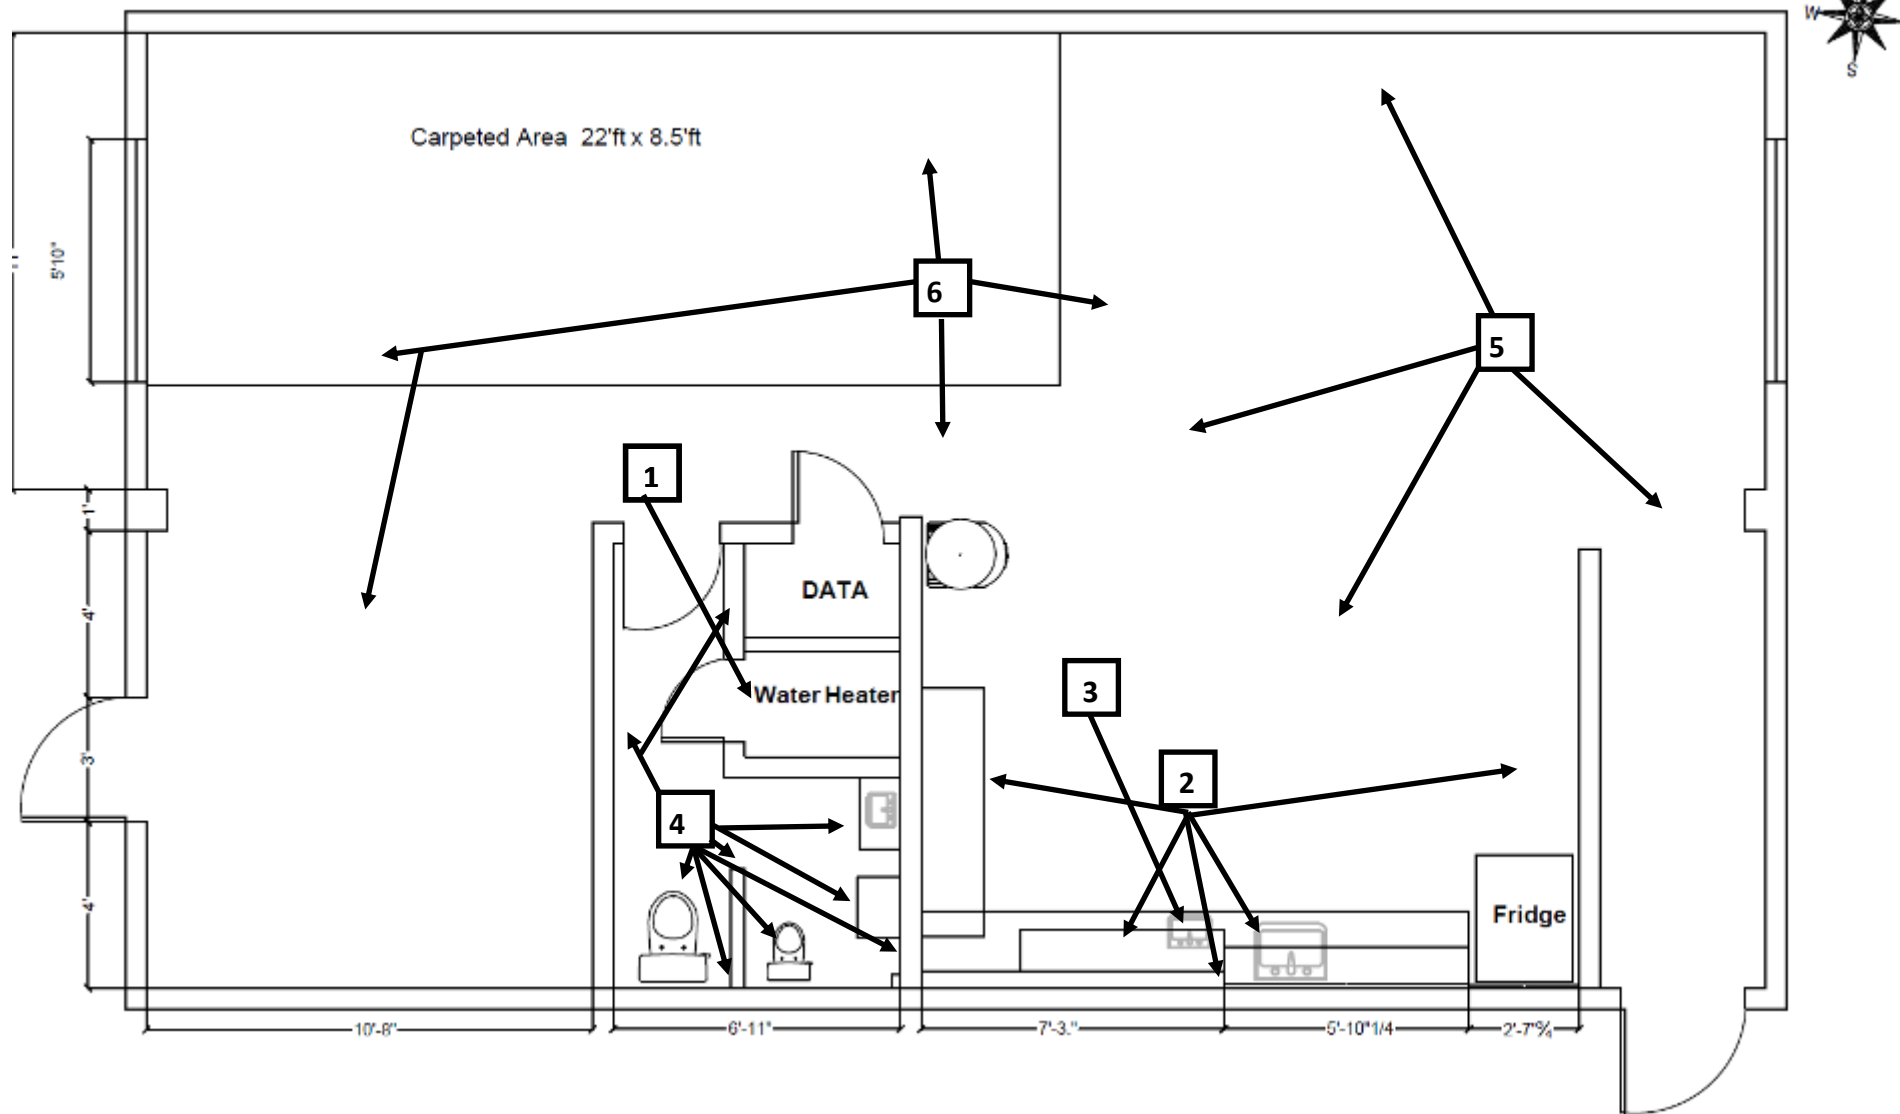 W
S
Carpeted Area 22'ft x 8.5'ft
5'10"
6
5
1
1'
DATA
4'
Water Heater
3
3'
2
4
4'
Fridge
10'-8"
6'-11"
7'-3."
5'-10"1/4
2'-7"¾